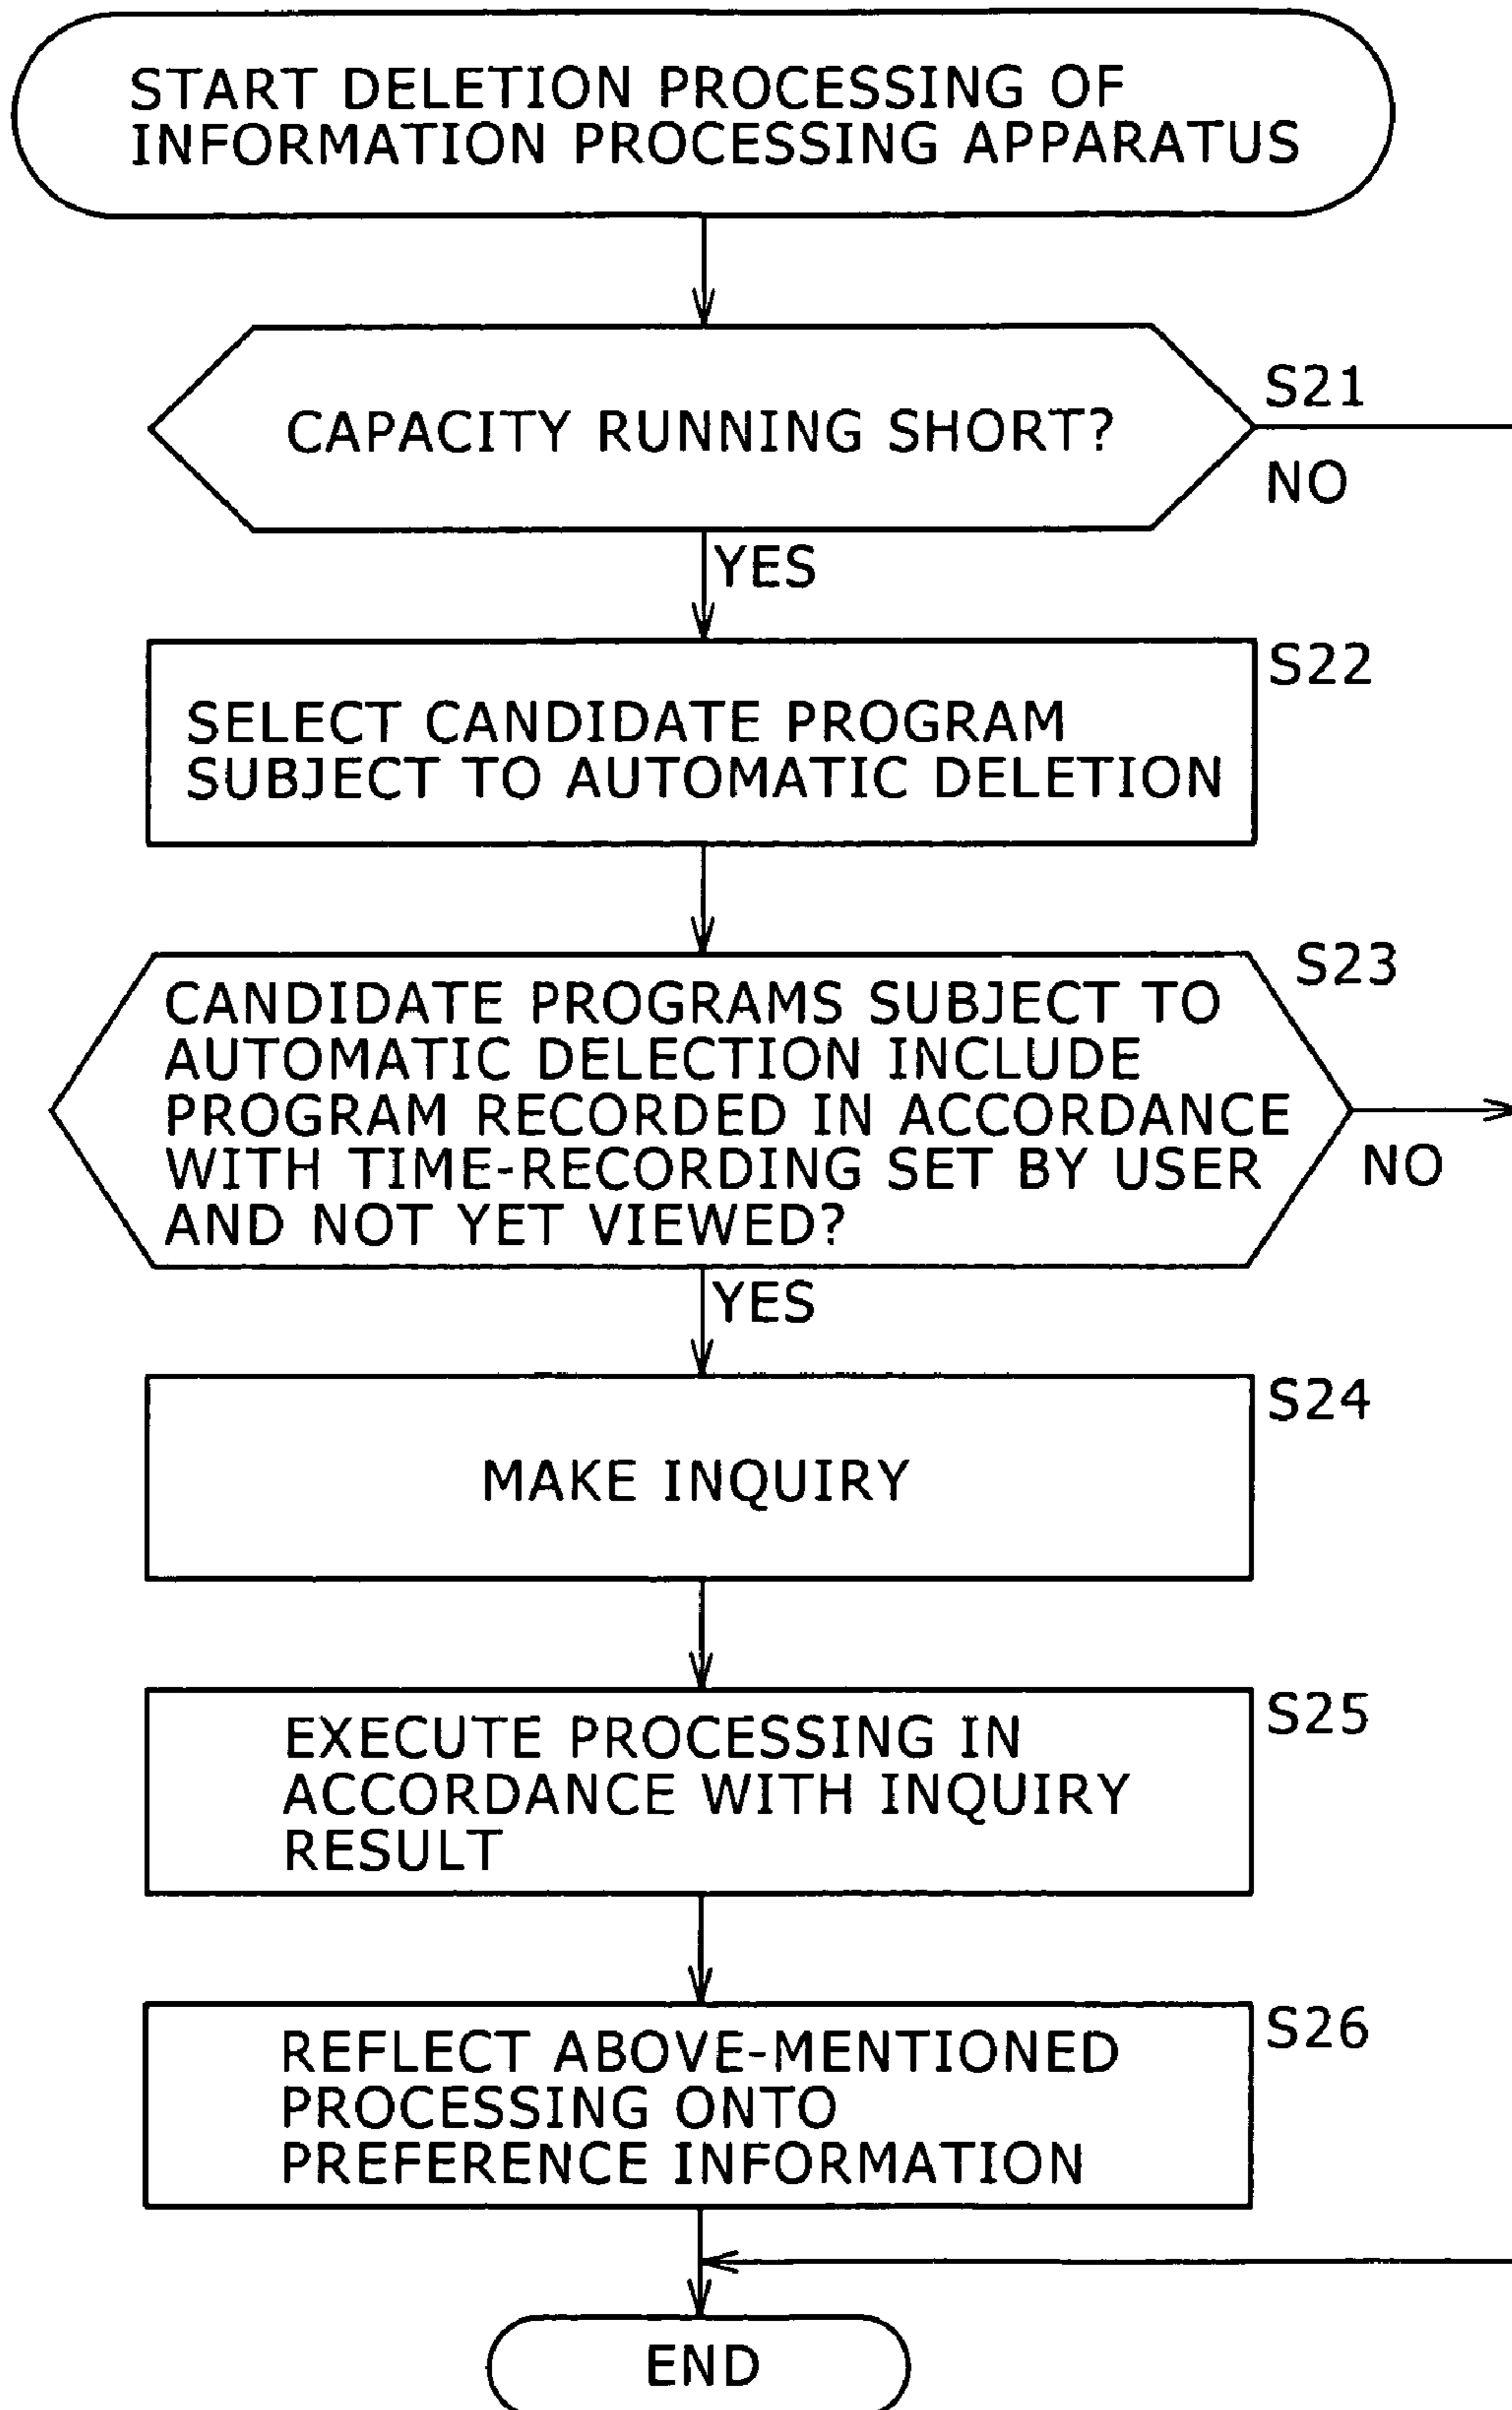 START DELETION PROCESSING OF
INFORMATION PROCESSING APPARATUS
CAPACITY RUNNING SHORT?
S21
NO
YES
S22
SELECT CANDIDATE PROGRAM
SUBJECT TO AUTOMATIC DELETION
S23
CANDIDATE PROGRAMS SUBJECT TO
AUTOMATIC DELECTION INCLUDE
PROGRAM RECORDED IN ACCORDANCE
WITH TIME-RECORDING SET BY USER
AND NOT YET VIEWED?
NO
YES
S24
MAKE INQUIRY
S25
EXECUTE PROCESSING IN
ACCORDANCE WITH INQUIRY
RESULT
S26
REFLECT ABOVE-MENTIONED
PROCESSING ONTO
PREFERENCE INFORMATION
END